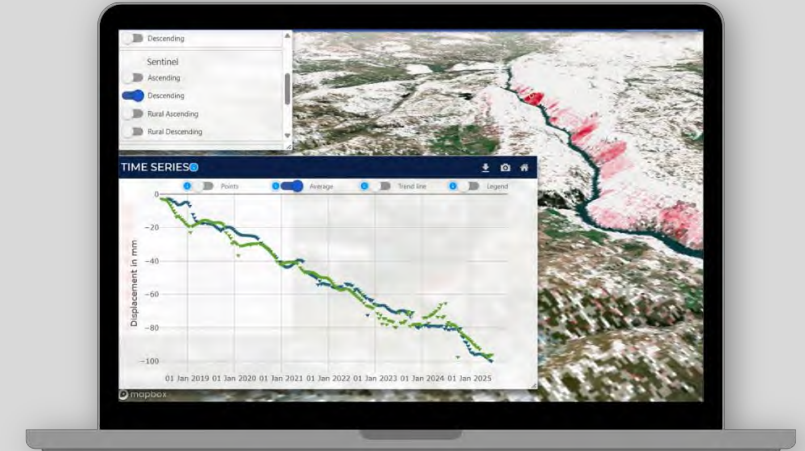 Descending
Sentinel
Ascending
Descending
Rural Ascending
Rural Descending
TIME SERIES
Points
Average
Trend line
Legend
0
−20
−40
−60
−80
−100
Displacement in mm
01 Jan 2019 01 Jan 2020 01 Jan 2021 01 Jan 2022 01 Jan 2023 01 Jan 2024 01 Jan 2025
mapbox